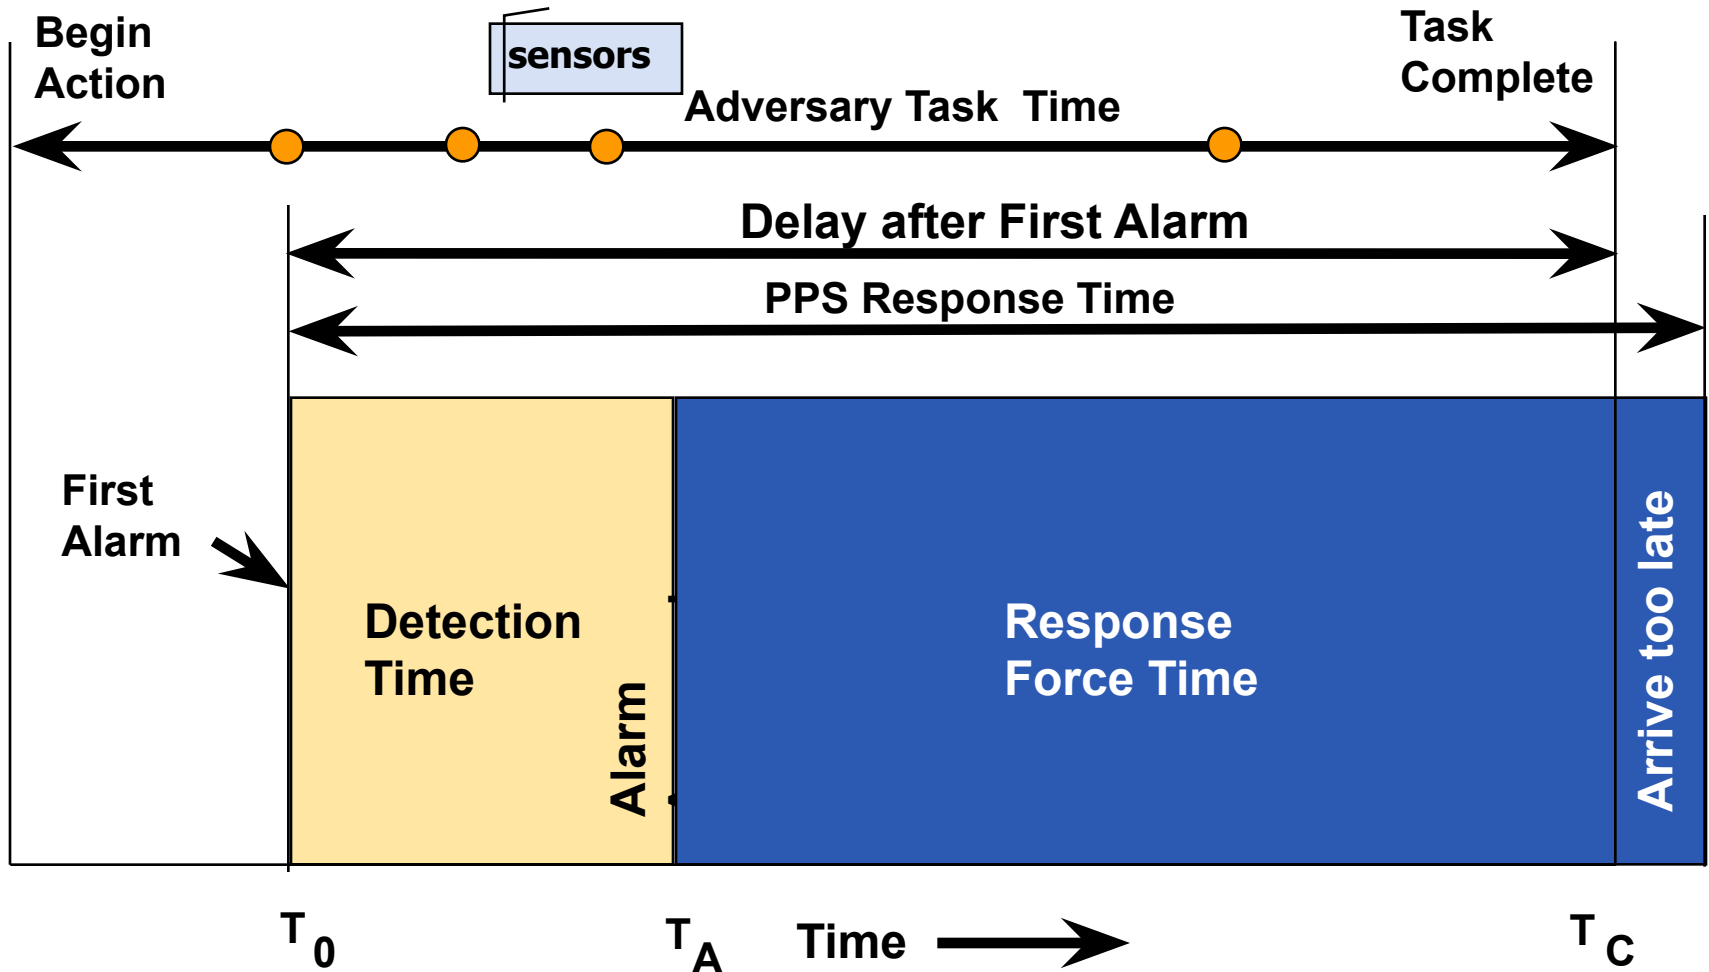 Begin
Action
sensors
Task
Complete
Adversary Task Time
Delay after First Alarm
PPS Response Time
First
Alarm
Detection
Time
Alarm
Response
Force Time
Arrive too late
T0
TA
Time
TC